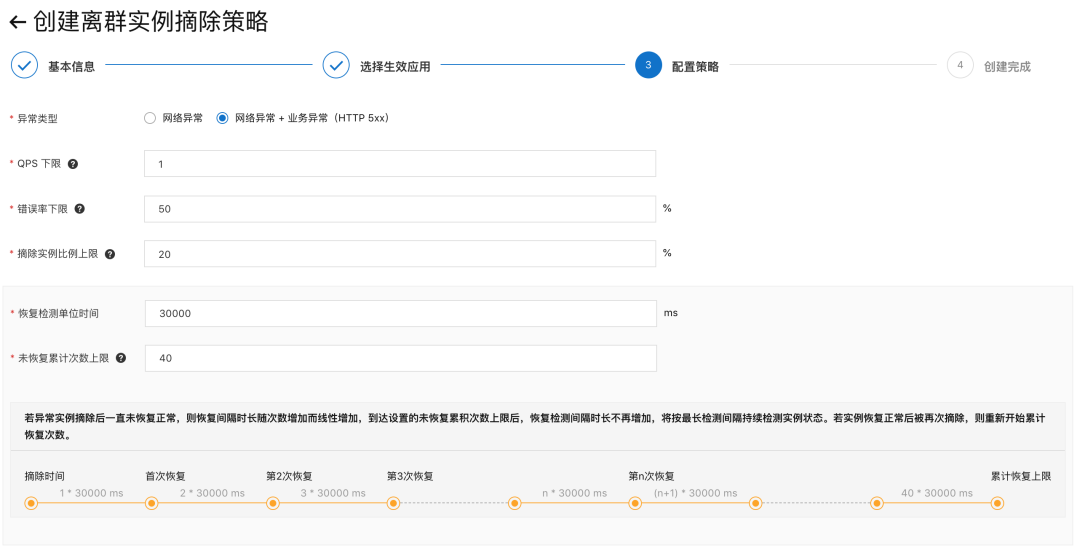 创建离群实例摘除策略
基本信息 选择生效应用 3 配置策略 4 创建完成
* 异常类型 网络异常 网络异常 + 业务异常（HTTP 5xx）
* QPS 下限 ? 1
* 错误率下限 ? 50 %
* 摘除实例比例上限 ? 20 %
* 恢复检测单位时间 30000 ms
* 未恢复累计次数上限 ? 40
若异常实例摘除后一直未恢复正常，则恢复间隔时长随次数增加而线性增加，到达设置的未恢复累积次数上限后，恢复检测间隔时长不再增加，将按最长检测间隔持续检测实例状态。若实例恢复正常后被再次摘除，则重新开始累计
恢复次数。
摘除时间 首次恢复 第2次恢复 第3次恢复 第n次恢复 累计恢复上限
1 * 30000 ms 2 * 30000 ms 3 * 30000 ms n * 30000 ms (n+1) * 30000 ms 40 * 30000 ms